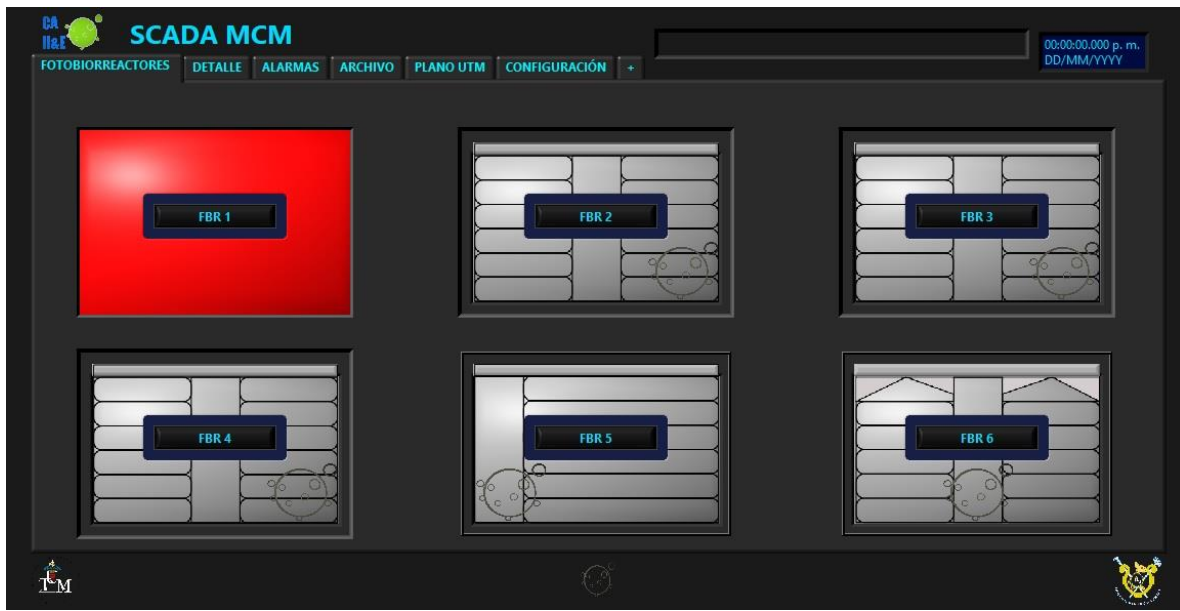 CA
II&E
SCADA MCM
00:00:00.000 p. m.
DD/MM/YYYY
FOTOBIORREACTORES
DETALLE
ALARMAS
ARCHIVO
PLANO UTM
CONFIGURACIÓN
+
FBR 1
FBR 2
FBR 3
FBR 4
FBR 5
FBR 6